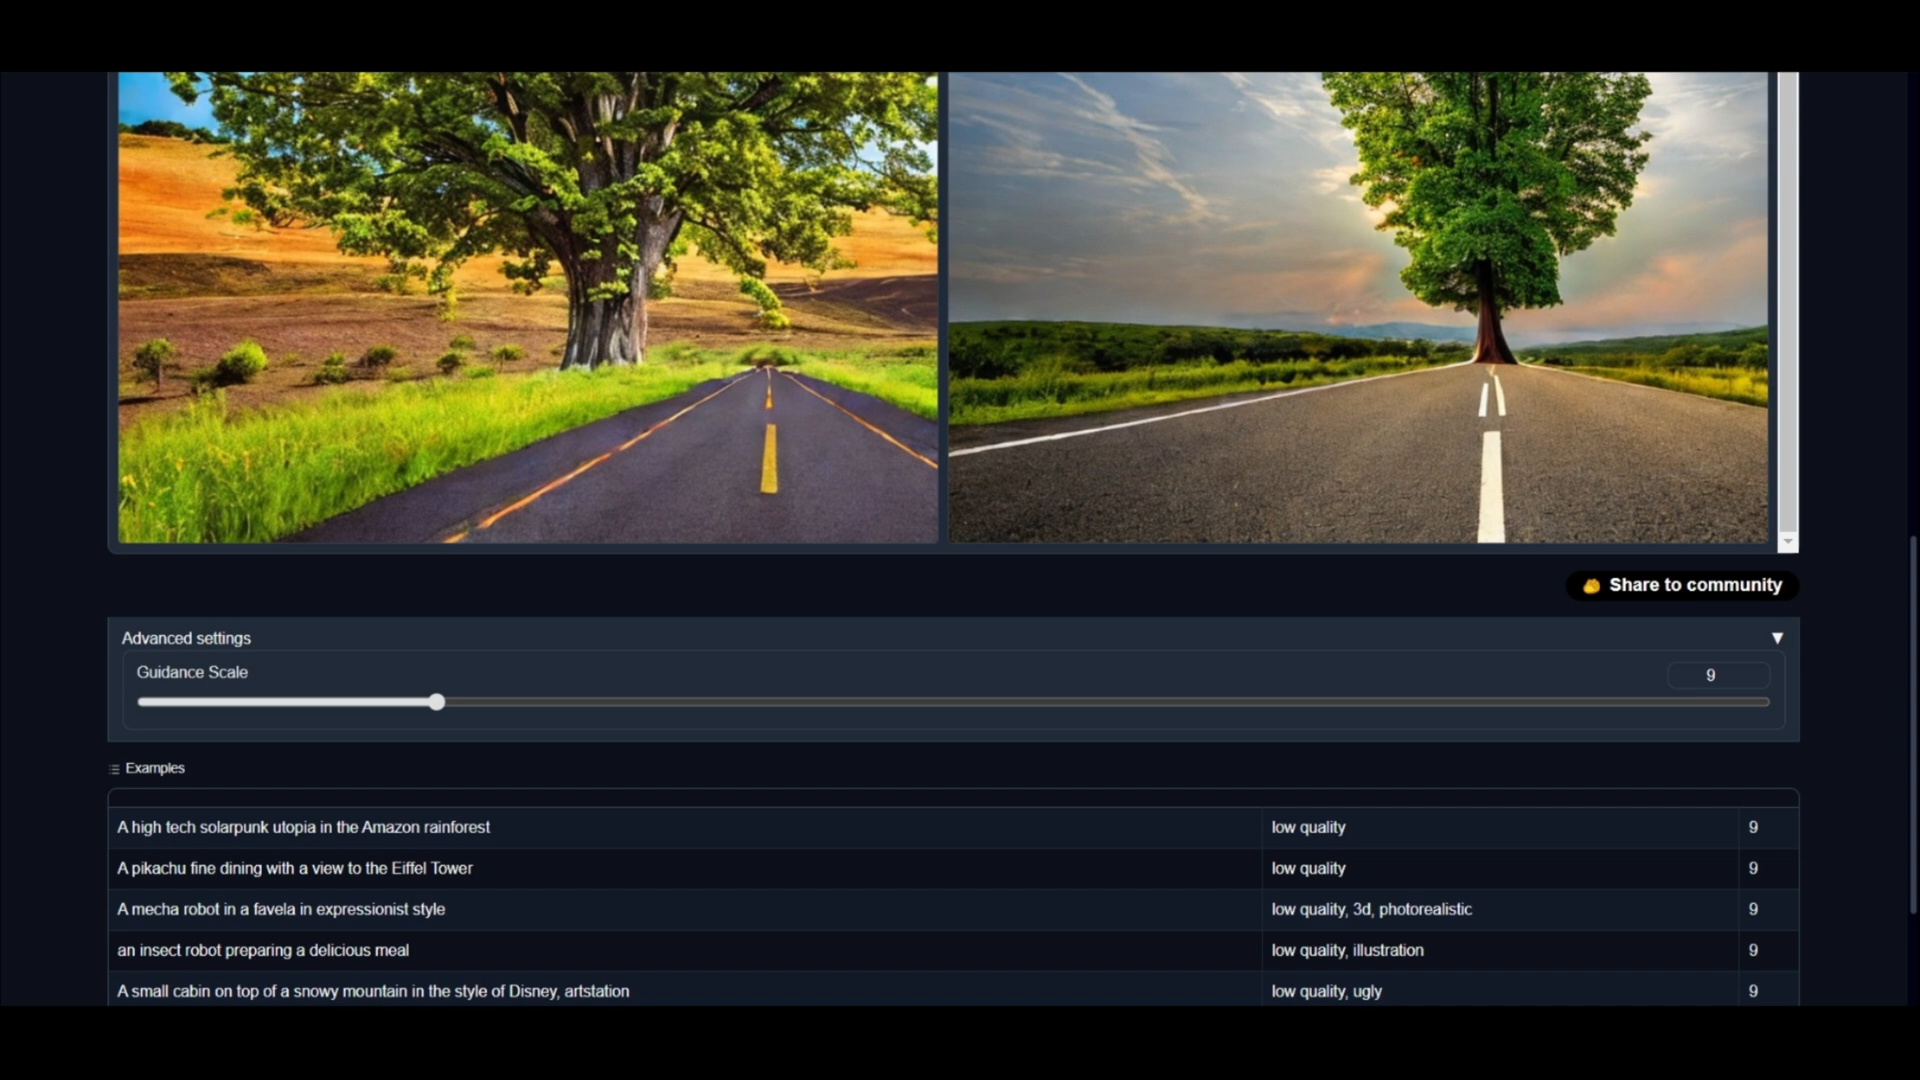 Share to community
Advanced settings
Guidance Scale
9
Examples
A high tech solarpunk utopia in the Amazon rainforest low quality 9
A pikachu fine dining with a view to the Eiffel Tower low quality 9
A mecha robot in a favela in expressionist style low quality, 3d, photorealistic 9
an insect robot preparing a delicious meal low quality, illustration 9
A small cabin on top of a snowy mountain in the style of Disney, artstation low quality, ugly 9